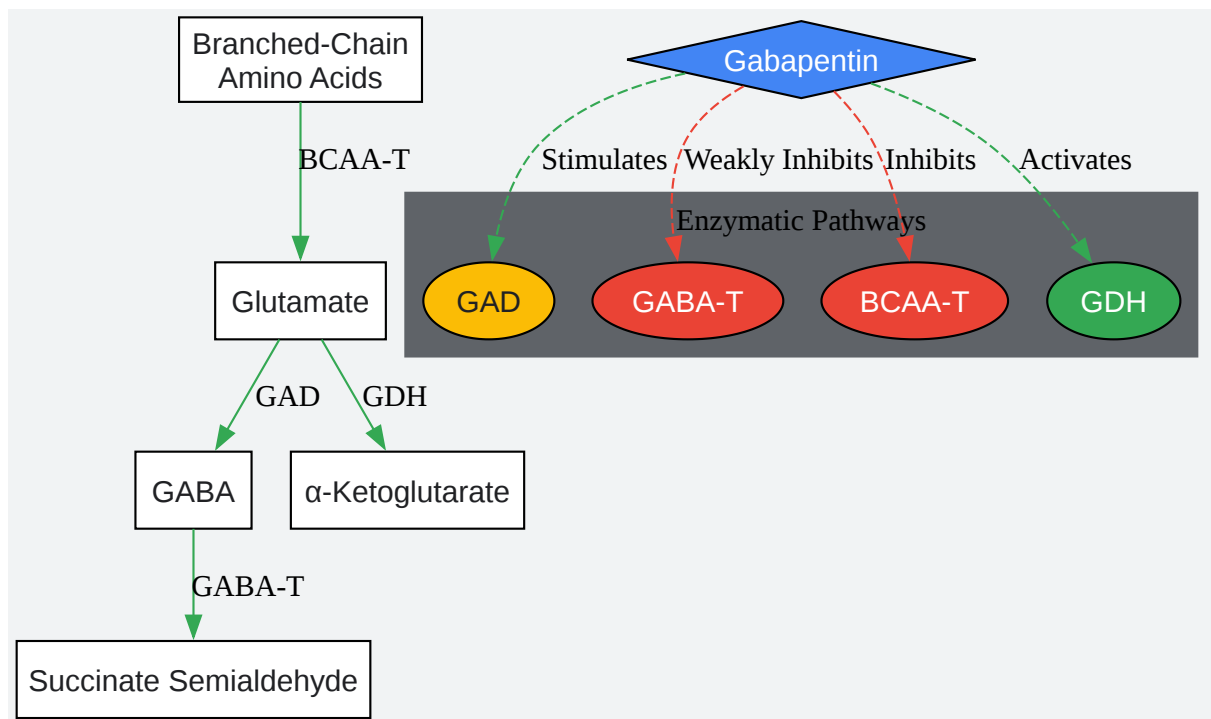 Branched-Chain
Amino Acids
Gabapentin
BCAA-T
Stimulates
Weakly Inhibits
Inhibits
Activates
Enzymatic Pathways
Glutamate
GAD
GABA-T
BCAA-T
GDH
GAD
GDH
GABA
α-Ketoglutarate
GABA-T
Succinate Semialdehyde